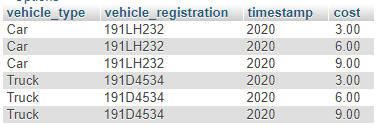 vehicle_type vehicle_registration timestamp cost
Car 191LH232 2020 3.00
Car 191LH232 2020 6.00
Car 191LH232 2020 9.00
Truck 191D4534 2020 3.00
Truck 191D4534 2020 6.00
Truck 191D4534 2020 9.00